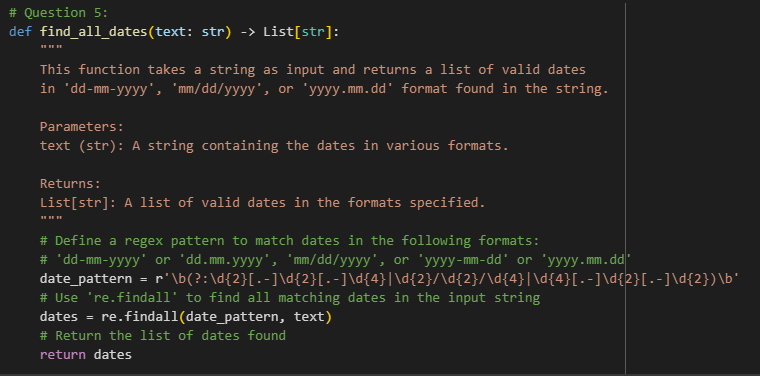 # Question 5:
def find_all_dates(text: str) -> List[str]:
    """
    This function takes a string as input and returns a list of valid dates
    in 'dd-mm-yyyy', 'mm/dd/yyyy', or 'yyyy.mm.dd' format found in the string.

    Parameters:
    text (str): A string containing the dates in various formats.

    Returns:
    List[str]: A list of valid dates in the formats specified.
    """
    # Define a regex pattern to match dates in the following formats:
    # 'dd-mm-yyyy' or 'dd.mm.yyyy', 'mm/dd/yyyy', or 'yyyy-mm-dd' or 'yyyy.mm.dd'
    date_pattern = r'\b(?:\d{2}[.-]\d{2}[.-]\d{4}|\d{2}/\d{2}/\d{4}|\d{4}[.-]\d{2}[.-]\d{2})\b'
    # Use 're.findall' to find all matching dates in the input string
    dates = re.findall(date_pattern, text)
    # Return the list of dates found
    return dates